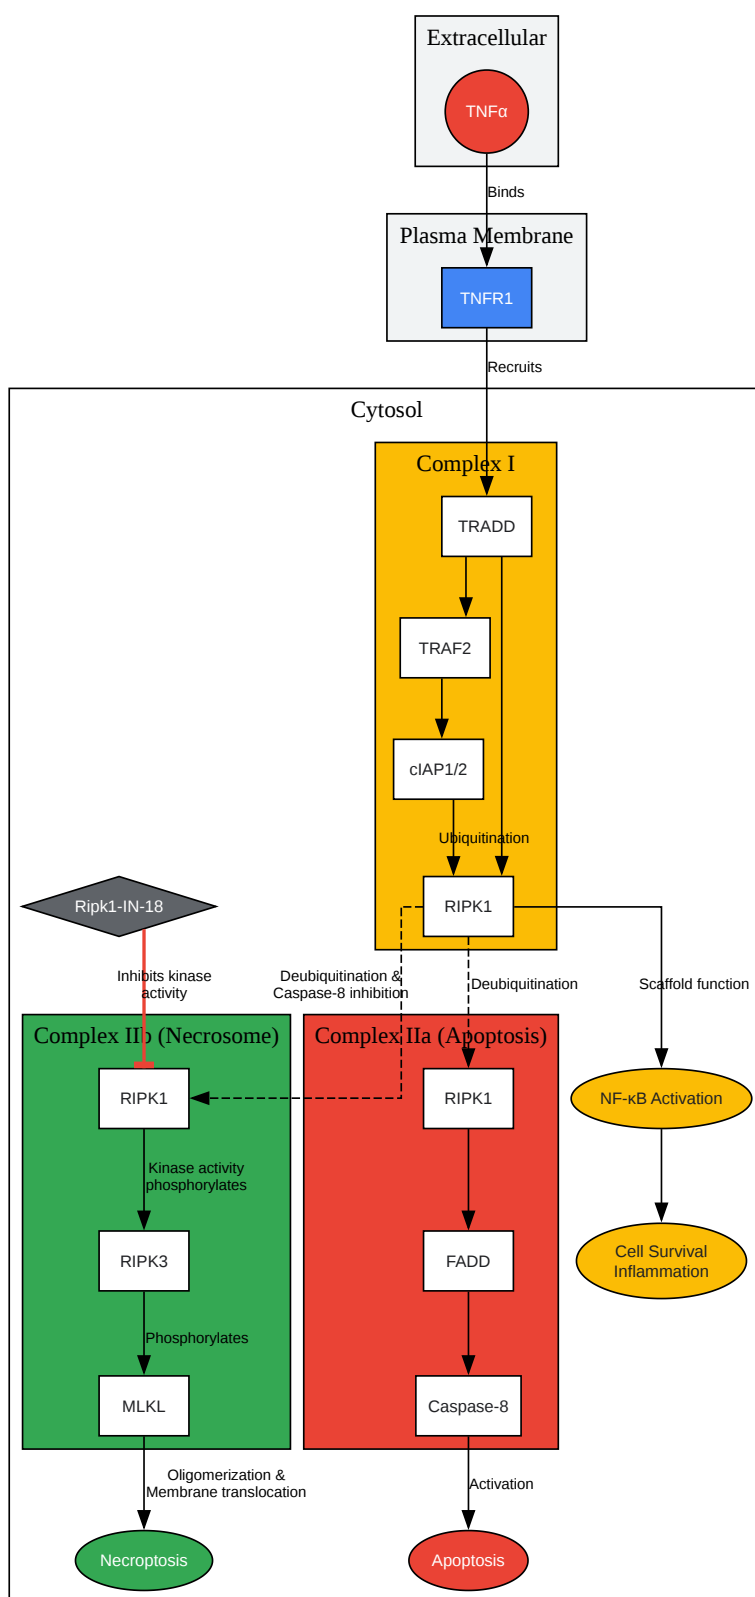 Extracellular
TNFα
Binds
Plasma Membrane
TNFR1
Recruits
Cytosol
Complex I
TRADD
TRAF2
cIAP1/2
Ubiquitination
Ripk1-IN-18
RIPK1
Inhibits kinase
activity
Deubiquitination &
Caspase-8 inhibition
Deubiquitination
Scaffold function
Complex IIb (Necrosome)
Complex IIa (Apoptosis)
RIPK1
RIPK1
NF-κB Activation
Kinase activity
phosphorylates
RIPK3
FADD
Cell Survival
Inflammation
Phosphorylates
MLKL
Caspase-8
Oligomerization &
Membrane translocation
Activation
Necroptosis
Apoptosis